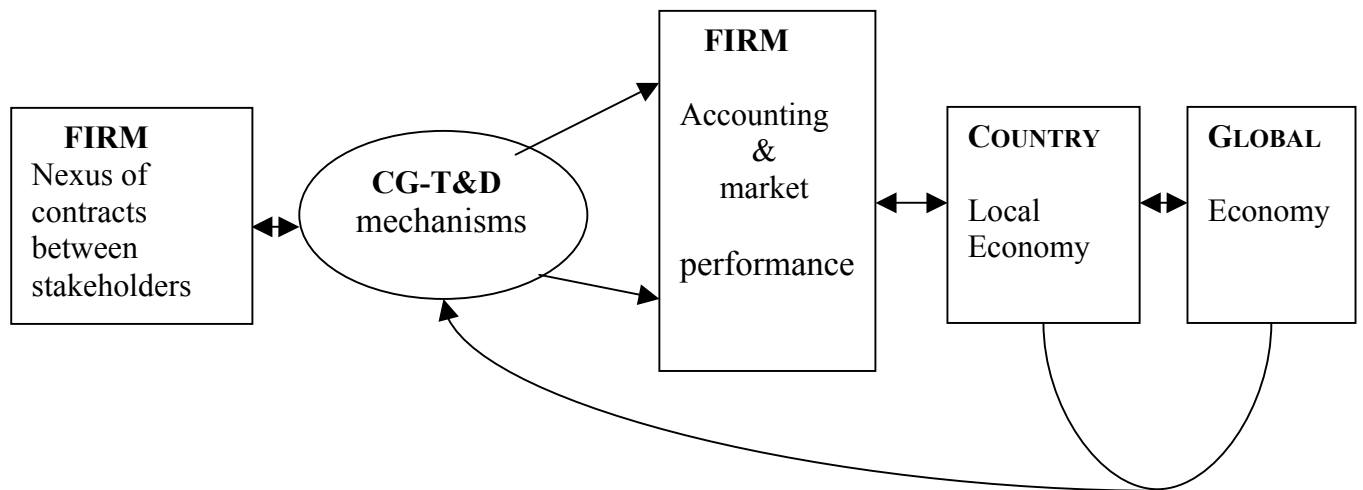 FIRM
Nexus of
contracts
between
stakeholders
CG-T&D
mechanisms
FIRM
Accounting
&
market
performance
COUNTRY
Local
Economy
GLOBAL
Economy